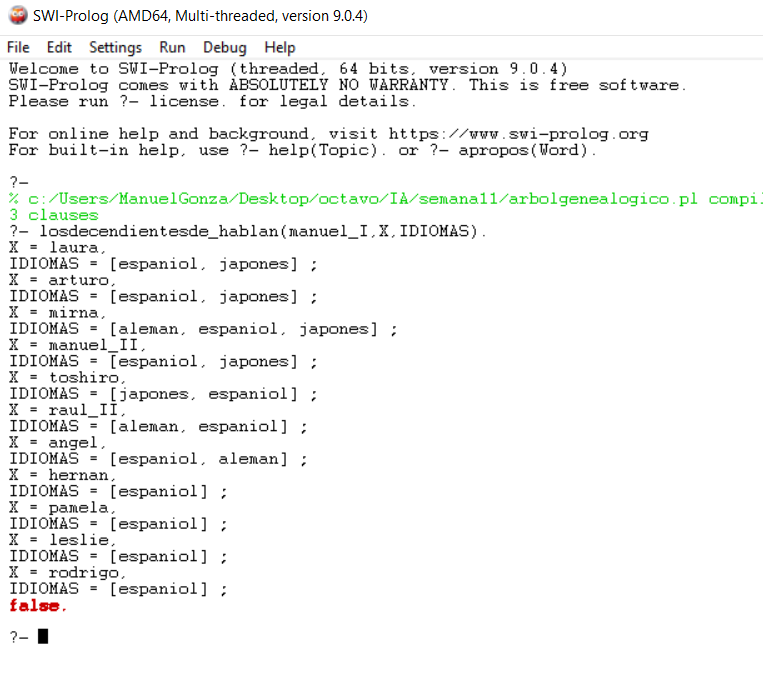 SWI-Prolog (AMD64, Multi-threaded, version 9.0.4)
File Edit Settings Run Debug Help
Welcome to SWI-Prolog (threaded, 64 bits, version 9.0.4)
SWI-Prolog comes with ABSOLUTELY NO WARRANTY. This is free software.
Please run ?- license. for legal details.
For online help and background, visit https://www.swi-prolog.org
For built-in help, use ?- help(Topic). or ?- apropos(Word).
?-
% c:/Users/ManuelGonza/Desktop/octavo/IA/semana11/arbolgenealogico.pl compil
3 clauses
?- losdecendientesde_hablan(manuel_I,X,IDIOMAS).
X = laura,
IDIOMAS = [espaniol, japones] ;
X = arturo,
IDIOMAS = [espaniol, japones] ;
X = mirna,
IDIOMAS = [aleman, espaniol, japones] ;
X = manuel_II,
IDIOMAS = [espaniol, japones] ;
X = toshiro,
IDIOMAS = [japones, espaniol] ;
X = raul_II,
IDIOMAS = [aleman, espaniol] ;
X = angel,
IDIOMAS = [espaniol, aleman] ;
X = hernan,
IDIOMAS = [espaniol] ;
X = pamela,
IDIOMAS = [espaniol] ;
X = leslie,
IDIOMAS = [espaniol] ;
X = rodrigo,
IDIOMAS = [espaniol] ;
false.
?-